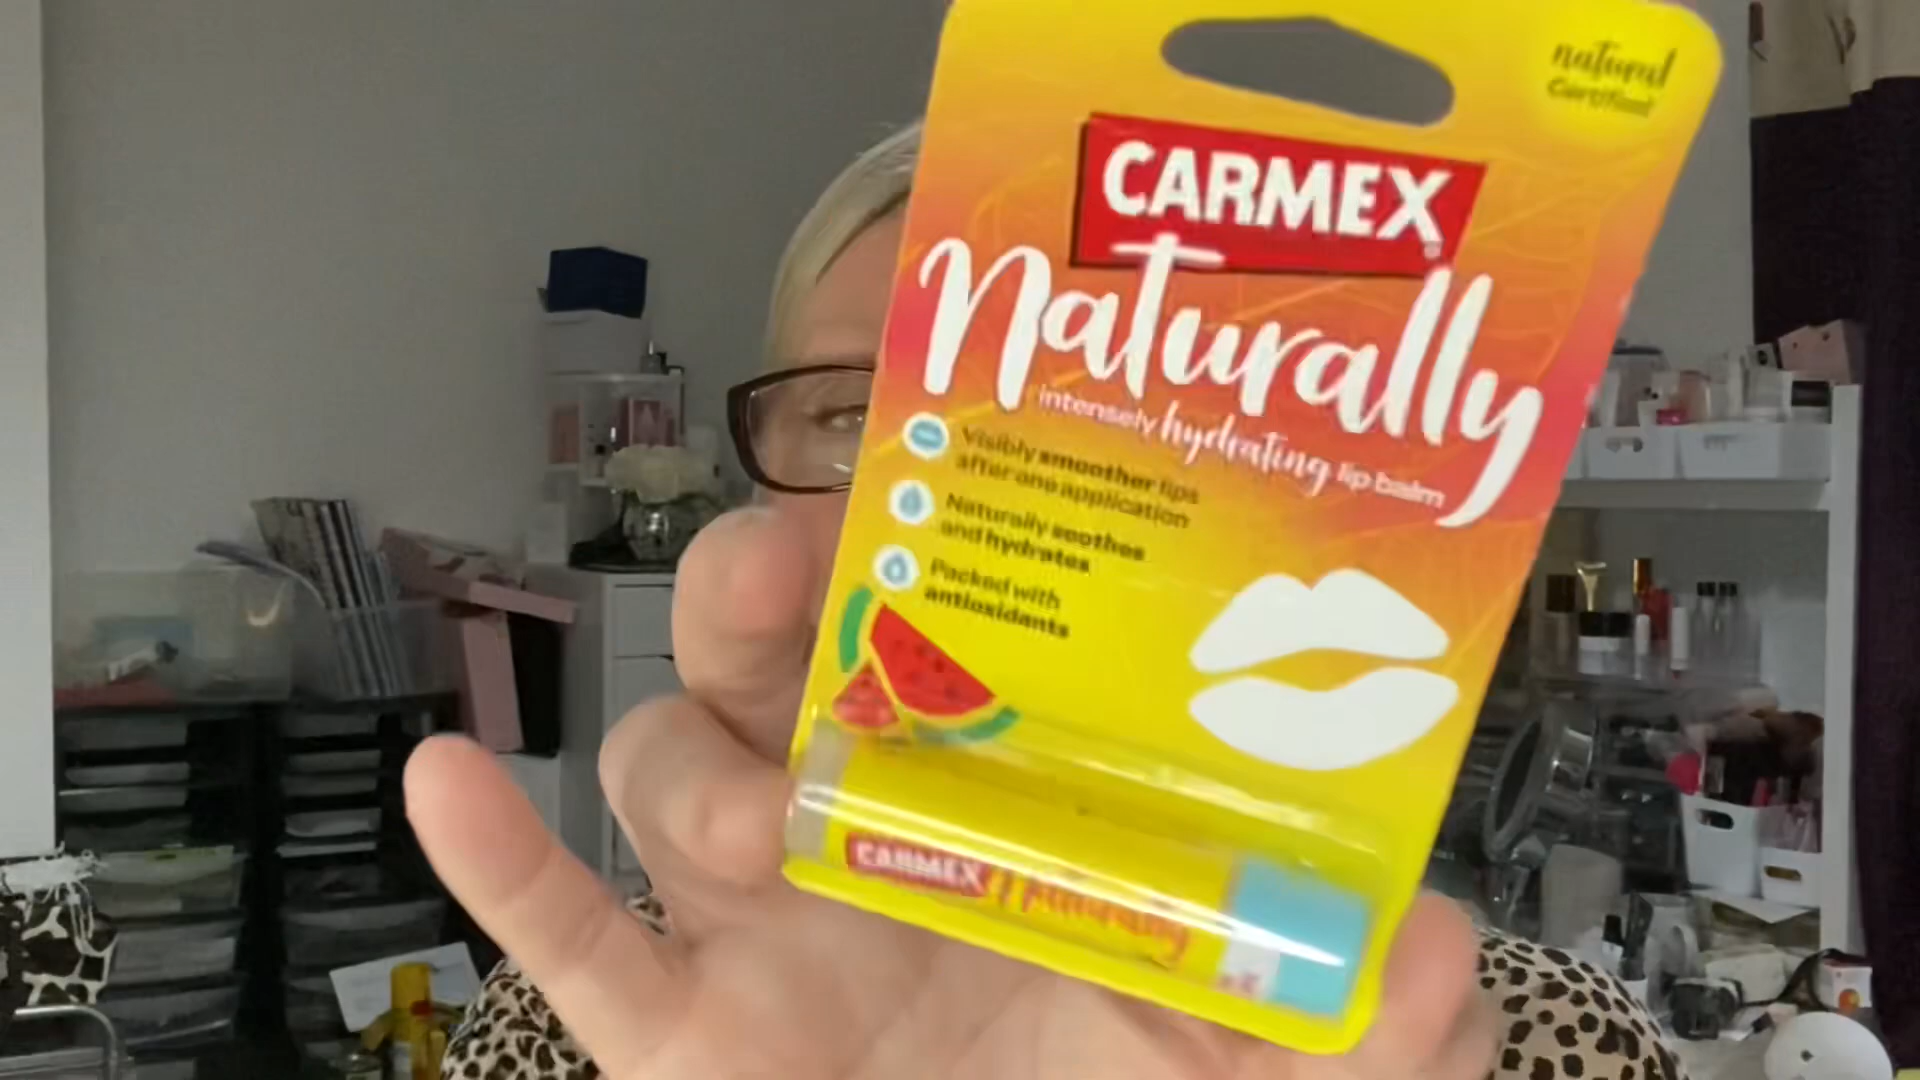 natural
Certified
CARMEX
Naturally
intensely hydrating lip balm
Visibly smoother lips
after one application
Naturally soothes
and hydrates
Packed with
antioxidants
CARMEX Naturally